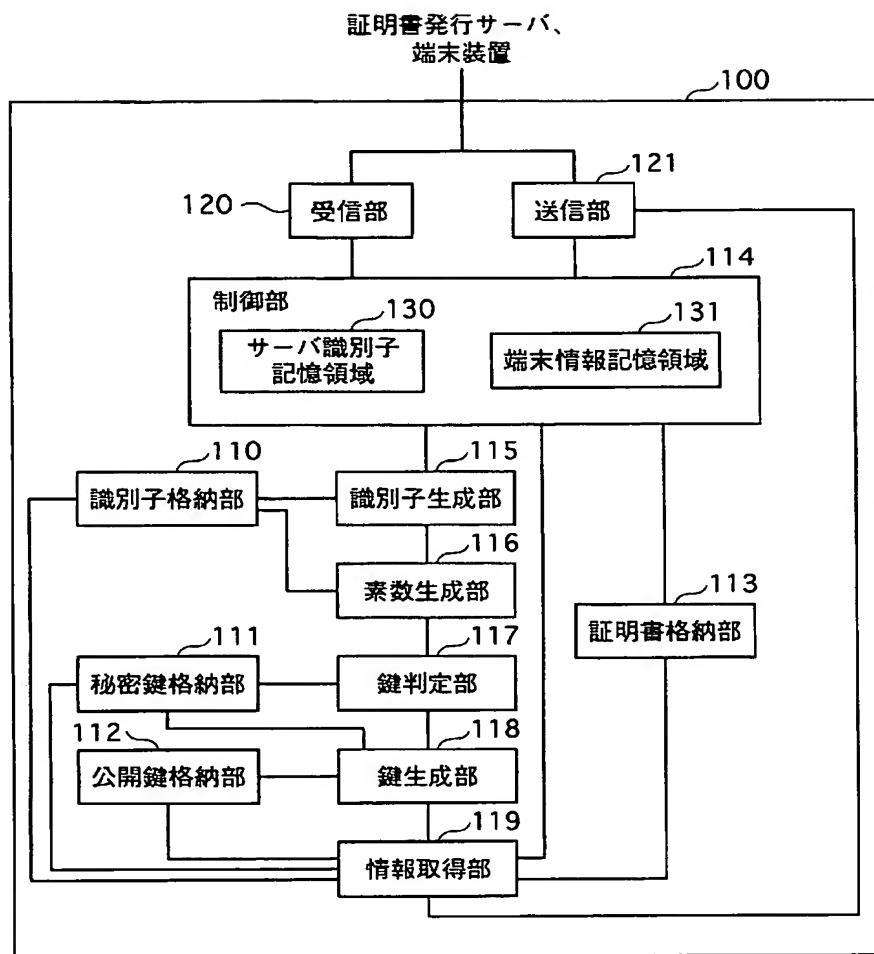 証明書発行サーバ、
端末装置
100
121
120
受信部
送信部
114
制御部
130
131
サーバ識別子
記憶領域
端末情報記憶領域
110
115
識別子格納部
識別子生成部
116
素数生成部
113
証明書格納部
111
117
秘密鍵格納部
鍵判定部
112
118
公開鍵格納部
鍵生成部
119
情報取得部